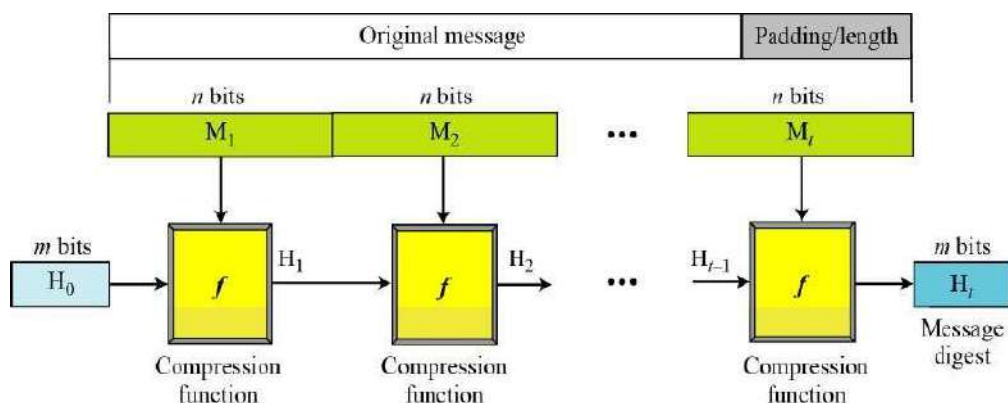 Original message Padding/length
n bits n bits n bits
M₁ M₂ ••• Mₜ
m bits H₁ H₂ Hₜ₋₁ m bits
H₀ f f ••• f Hₜ
Compression function Compression function Compression function Message digest